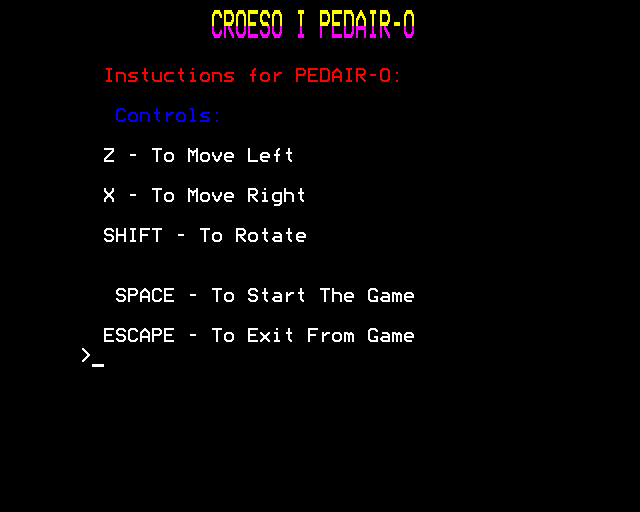 CROESO I PEDAIR-O
Instuctions for PEDAIR-O:
Controls:
Z - To Move Left
X - To Move Right
SHIFT - To Rotate
SPACE - To Start The Game
ESCAPE - To Exit From Game
>_